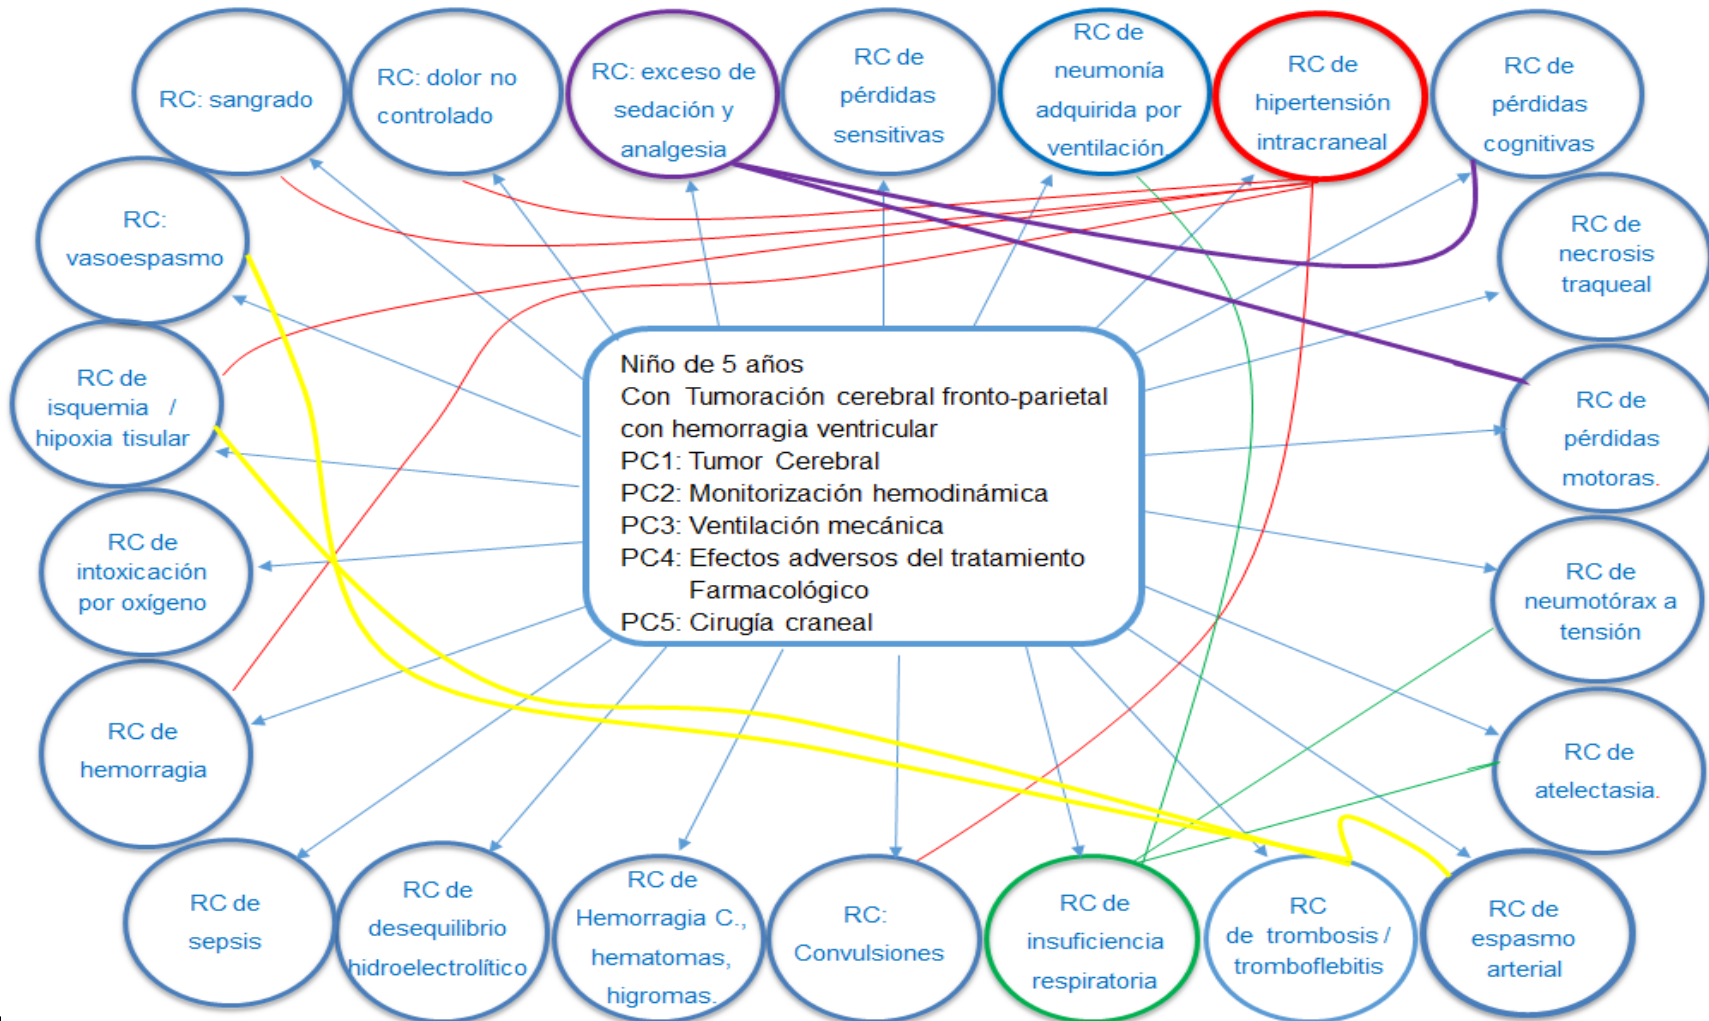 RC: sangrado
RC: dolor no
controlado
RC: exceso de
sedación y
analgesia
RC de
pérdidas
sensitivas
RC de
neumonía
adquirida por
ventilación.
RC de
hipertensión
intracraneal
RC de
pérdidas
cognitivas
RC:
vasoespasmo
RC de
necrosis
traqueal
RC de
isquemia /
hipoxia tisular
Niño de 5 años
Con Tumoración cerebral fronto-parietal
con hemorragia ventricular
PC1: Tumor Cerebral
PC2: Monitorización hemodinámica
PC3: Ventilación mecánica
PC4: Efectos adversos del tratamiento
Farmacológico
PC5: Cirugía craneal
RC de
pérdidas
motoras.
RC de
intoxicación
por oxígeno
RC de
neumotórax a
tensión
RC de
hemorragia
RC de
atelectasia.
RC de
sepsis
RC de
desequilibrio
hidroelectrolítico
RC de
Hemorragia C.,
hematomas,
higromas.
RC:
Convulsiones
RC de
insuficiencia
respiratoria
RC
de trombosis /
tromboflebitis
RC de
espasmo
arterial